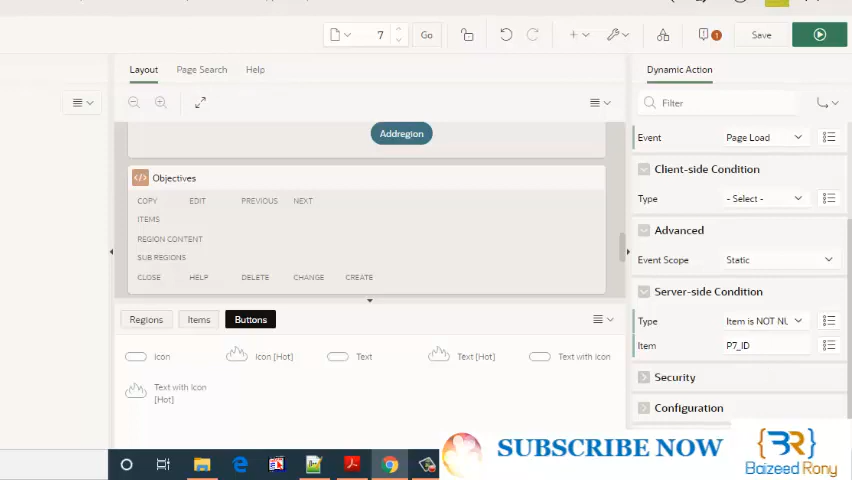 7
Go
1
Save
Layout
Page Search
Help
Dynamic Action
Filter
Addregion
Objectives
COPY
EDIT
PREVIOUS
NEXT
ITEMS
REGION CONTENT
SUB REGIONS
CLOSE
HELP
DELETE
CHANGE
CREATE
Event
Page Load
Client-side Condition
Type
- Select -
Advanced
Event Scope
Static
Server-side Condition
Type
Item is NOT NU
Item
P7_ID
Security
Configuration
Regions
Items
Buttons
Icon
Icon [Hot]
Text
Text [Hot]
Text with Icon
Text with Icon
[Hot]
SUBSCRIBE NOW
Baizeed Rony